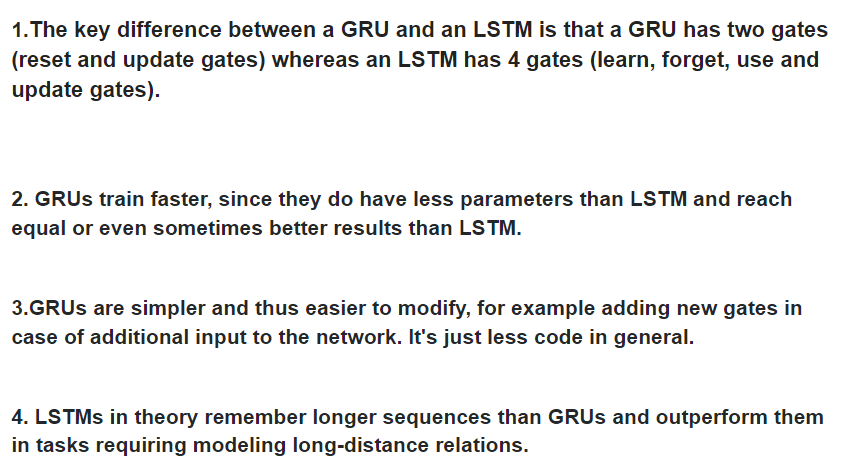 1.The key difference between a GRU and an LSTM is that a GRU has two gates
(reset and update gates) whereas an LSTM has 4 gates (learn, forget, use and
update gates).
2. GRUs train faster, since they do have less parameters than LSTM and reach
equal or even sometimes better results than LSTM.
3.GRUs are simpler and thus easier to modify, for example adding new gates in
case of additional input to the network. It's just less code in general.
4. LSTMs in theory remember longer sequences than GRUs and outperform them
in tasks requiring modeling long-distance relations.